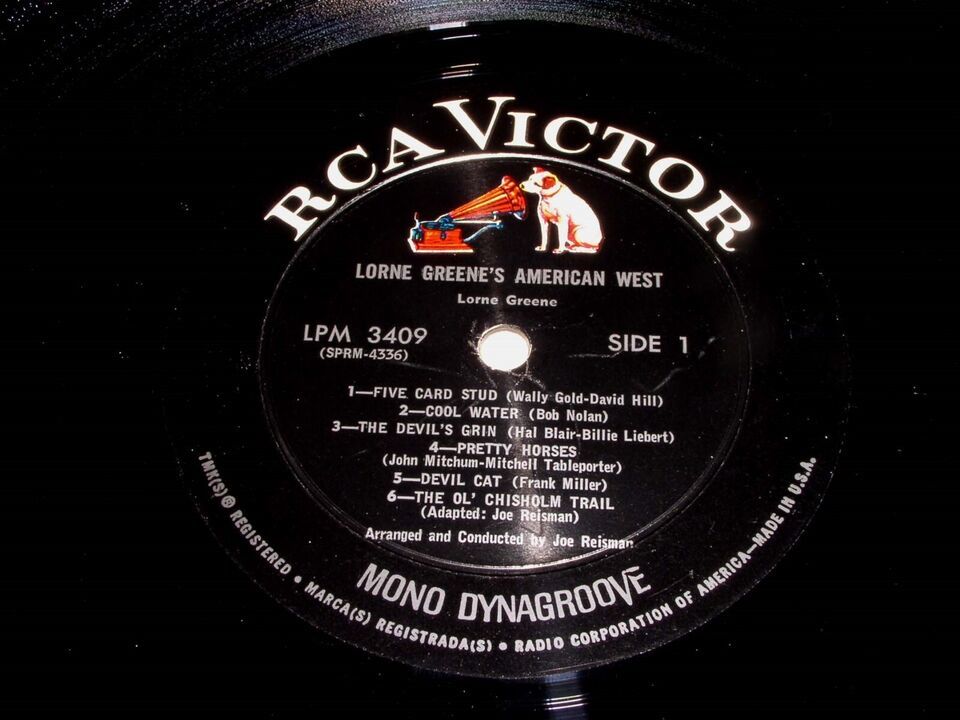 RCA VICTOR
LORNE GREENE'S AMERICAN WEST
Lorne Greene
LPM 3409
(SPRM-4336)
SIDE 1
1—FIVE CARD STUD (Wally Gold-David Hill)
2—COOL WATER (Bob Nolan)
3—THE DEVIL'S GRIN (Hal Blair-Billie Liebert)
4—PRETTY HORSES
(John Mitchum-Mitchell Tableporter)
5—DEVIL CAT (Frank Miller)
6—THE OL' CHISHOLM TRAIL
(Adapted: Joe Reisman)
Arranged and Conducted by Joe Reisman
MONO DYNAGROOVE
TMK(S) ® REGISTERED • MARCA(S) REGISTRADA(S) • RADIO CORPORATION OF AMERICA—MADE IN U.S.A.